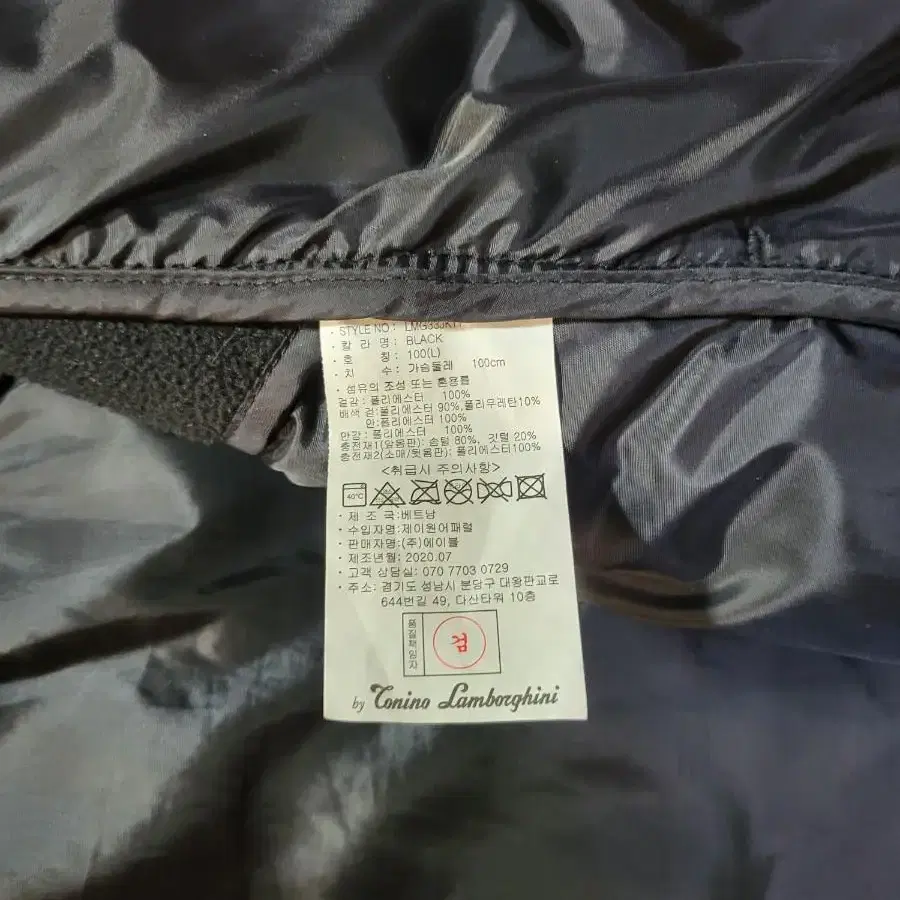 · STYLE NO :
· 칼 라 명 : BLACK
· 호 칭 : 100(L)
· 치 수 : 가슴둘레 100cm
· 섬유의 조성 또는 혼용률
겉감: 폴리에스터 100%
배색 겉:폴리에스터 90%,폴리우레탄10%
안:폴리에스터 100%
안감: 폴리에스터 100%
충전재1(앞몸판): 솜털 80%, 깃털 20%
충전재2(소매/뒷몸판): 폴리에스터100%
<취급시 주의사항>
40℃
· 제 조 국:베트남
· 수입자명:제이원어패럴
· 판매자명:(주)에이블
· 제조년월: 2020.07
· 고객 상담실: 070 7703 0729
· 주소: 경기도 성남시 분당구 대왕판교로
644번길 49, 다산타워 10층
품질책임자
by Tonino Lamborghini